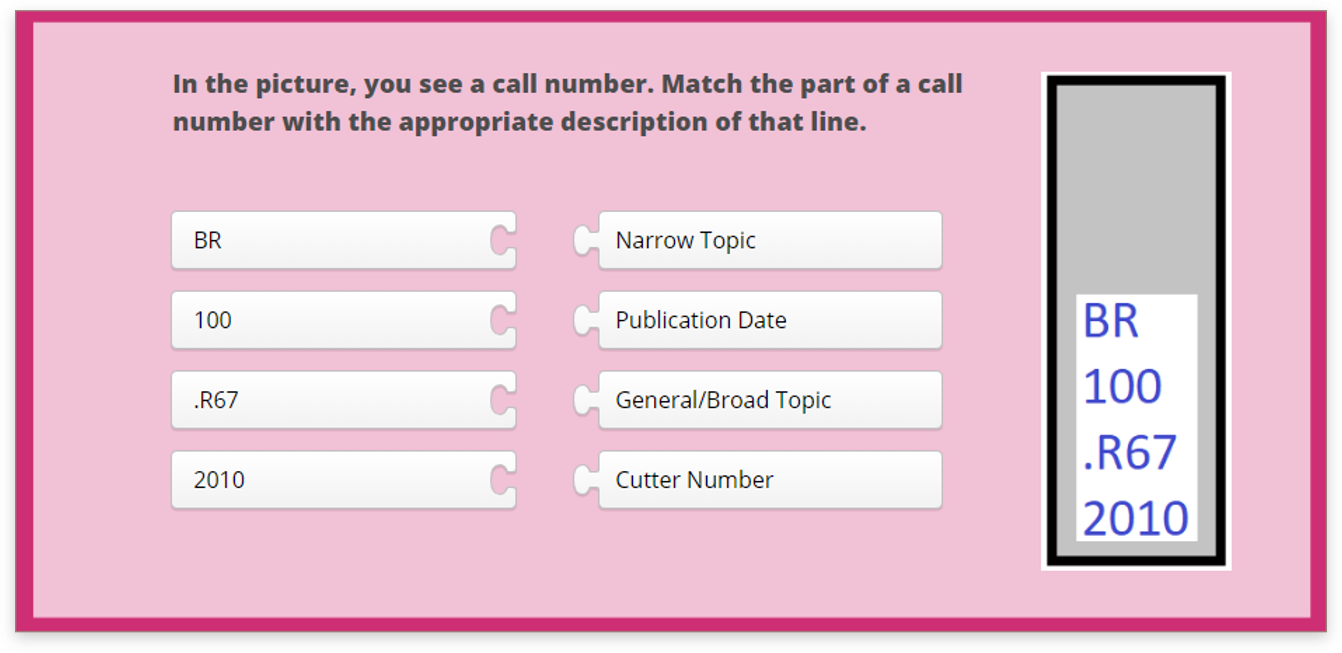 In the picture, you see a call number. Match the part of a call
number with the appropriate description of that line.
BR
Narrow Topic
100
Publication Date
.R67
General/Broad Topic
2010
Cutter Number
BR
100
.R67
2010